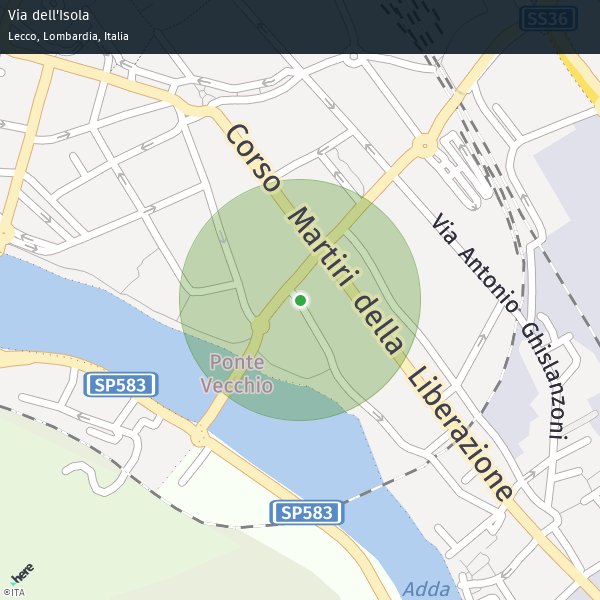 Via dell'Isola
SS36
Lecco, Lombardia, Italia
Corso Martiri della Liberazione
Via Antonio Ghislanzoni
Ponte
Vecchio
SP583
SP583
here
Adda
©ITA